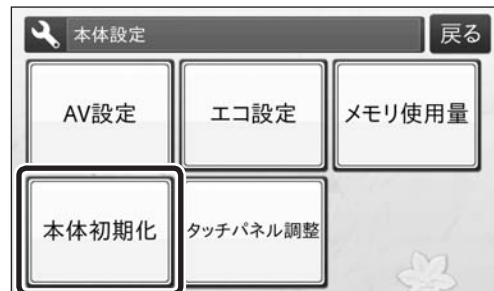 本体設定
戻る
AV設定
エコ設定
メモリ使用量
本体初期化
タッチパネル調整